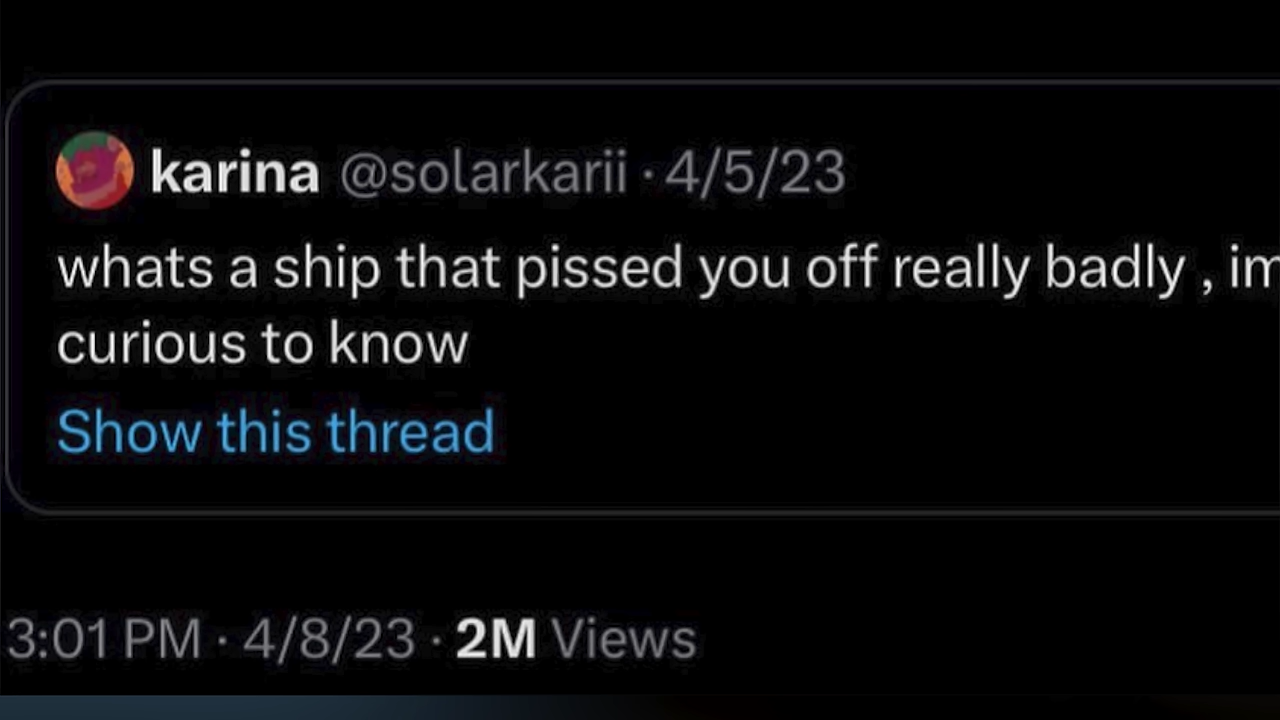 karina @solarkarii · 4/5/23
whats a ship that pissed you off really badly , im
curious to know
Show this thread
3:01 PM · 4/8/23 · 2M Views